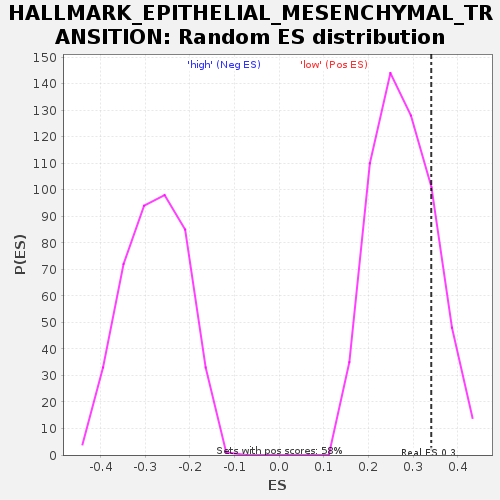 HALLMARK_EPITHELIAL_MESENCHYMAL_TR
ANSITION: Random ES distribution
'high' (Neg ES) 'low' (Pos ES)
150
140
130
120
110
100
90
80
70
60
50
40
30
20
10
0
P(ES)
Sets with pos scores: 58%
Real ES 0.3
-0.4 -0.3 -0.2 -0.1 0.0 0.1 0.2 0.3 0.4
ES